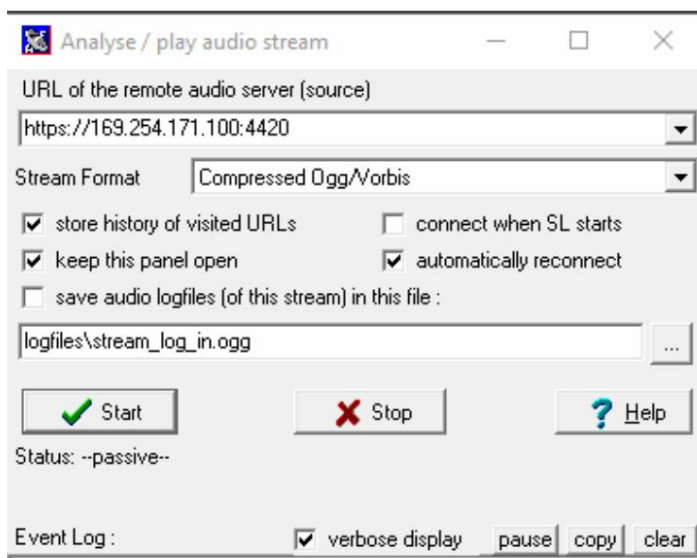 Analyse / play audio stream
URL of the remote audio server (source)
https://169.254.171.100:4420
Stream Format Compressed Ogg/Vorbis
store history of visited URLs connect when SL starts
keep this panel open automatically reconnect
save audio logfiles (of this stream) in this file :
logfiles\stream_log_in.ogg ...
Start Stop ? Help
Status: --passive--
Event Log : verbose display pause copy clear